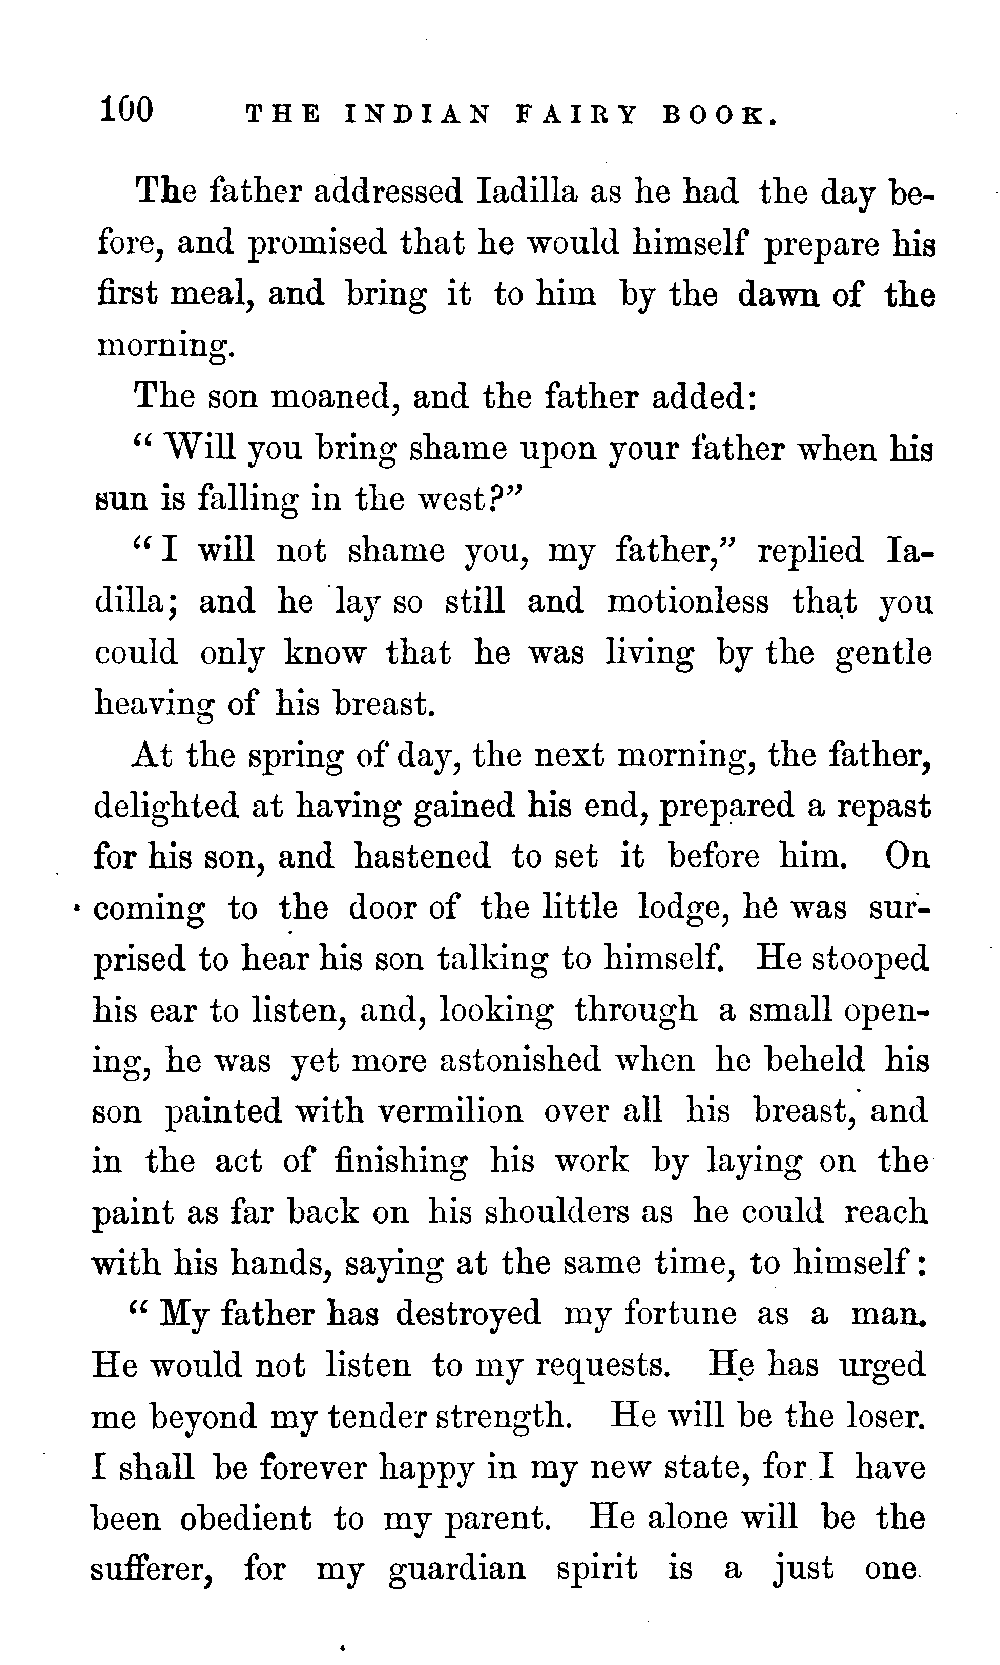 100 THE INDIAN FAIRY BOOK.
The father addressed Iadilla as he had the day be-
fore, and promised that he would himself prepare his
first meal, and bring it to him by the dawn of the
morning.
The son moaned, and the father added:
“ Will you bring shame upon your father when his
sun is falling in the west?”
“ I will not shame you, my father,” replied Ia-
dilla; and he lay so still and motionless that you
could only know that he was living by the gentle
heaving of his breast.
At the spring of day, the next morning, the father,
delighted at having gained his end, prepared a repast
for his son, and hastened to set it before him. On
coming to the door of the little lodge, he was sur-
prised to hear his son talking to himself. He stooped
his ear to listen, and, looking through a small open-
ing, he was yet more astonished when he beheld his
son painted with vermilion over all his breast, and
in the act of finishing his work by laying on the
paint as far back on his shoulders as he could reach
with his hands, saying at the same time, to himself:
“ My father has destroyed my fortune as a man.
He would not listen to my requests. He has urged
me beyond my tender strength. He will be the loser.
I shall be forever happy in my new state, for I have
been obedient to my parent. He alone will be the
sufferer, for my guardian spirit is a just one